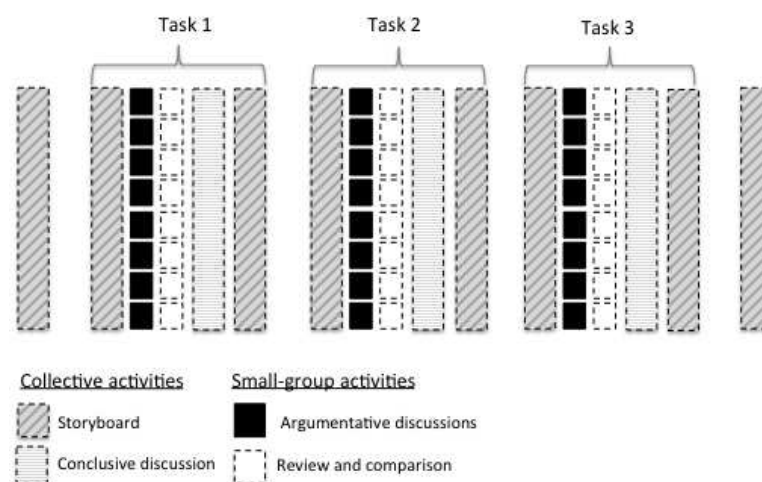 Task 1 Task 2 Task 3
Collective activities Small-group activities
Storyboard Argumentative discussions
Conclusive discussion Review and comparison